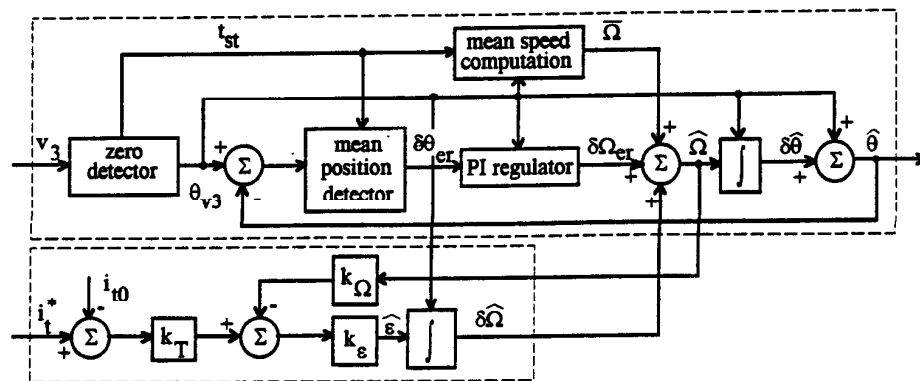 t_st
mean speed
computation
Ω̄
v_3
zero
detector
θ_v3
+
-
Σ
mean
position
detector
δθ_er
PI regulator
δΩ_er
+
+
+
Σ
Ω̂
∫
δθ̂
+
+
Σ
θ̂
i_t0
i_t^*
-
+
Σ
k_T
+
-
Σ
k_Ω
k_ε
ε̂
∫
δΩ̂